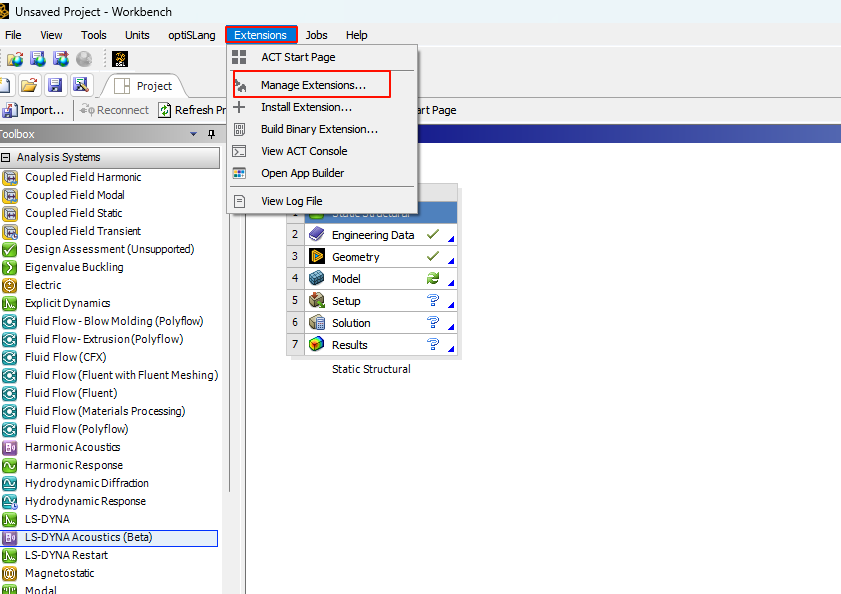 Unsaved Project - Workbench
File View Tools Units optiSLang Extensions Jobs Help
ACT Start Page
Manage Extensions...
Install Extension...
Build Binary Extension...
View ACT Console
Open App Builder
View Log File
Project
Import... Reconnect Refresh Pr art Page
Toolbox
Analysis Systems
Coupled Field Harmonic
Coupled Field Modal
Coupled Field Static
Coupled Field Transient
Design Assessment (Unsupported)
Eigenvalue Buckling
Electric
Explicit Dynamics
Fluid Flow - Blow Molding (Polyflow)
Fluid Flow - Extrusion (Polyflow)
Fluid Flow (CFX)
Fluid Flow (Fluent with Fluent Meshing)
Fluid Flow (Fluent)
Fluid Flow (Materials Processing)
Fluid Flow (Polyflow)
Harmonic Acoustics
Harmonic Response
Hydrodynamic Diffraction
Hydrodynamic Response
LS-DYNA
LS-DYNA Acoustics (Beta)
LS-DYNA Restart
Magnetostatic
Modal
1 Static Structural
2 Engineering Data
3 Geometry
4 Model
5 Setup
6 Solution
7 Results
Static Structural